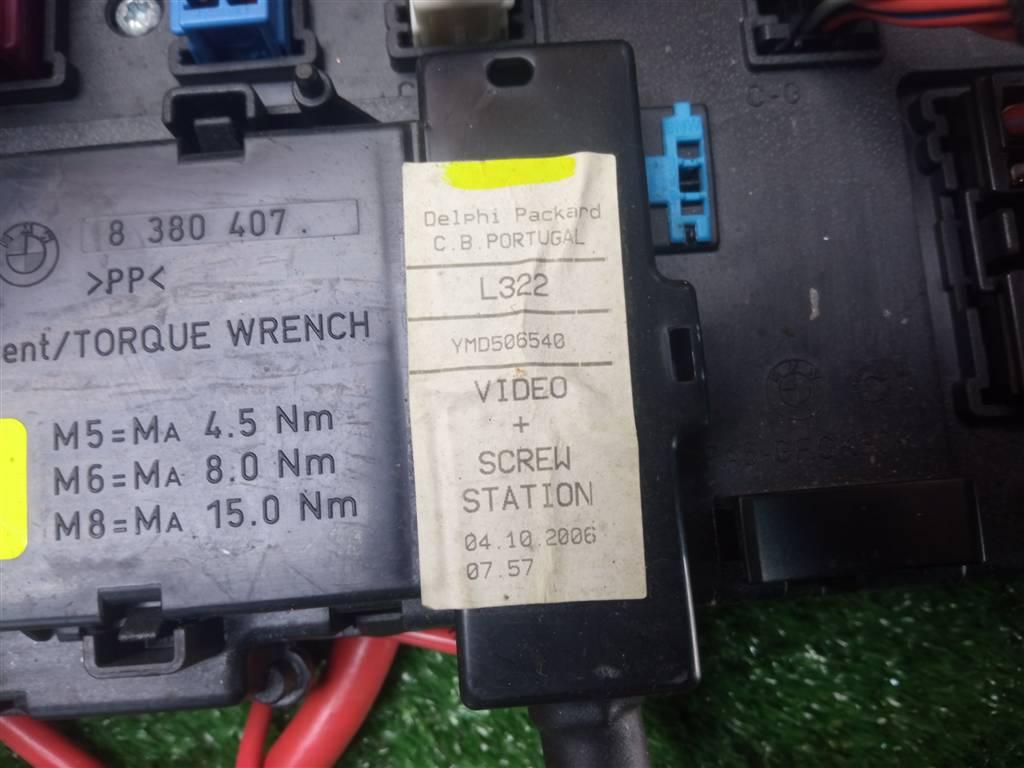 8 380 407.
>PP<
ent/TORQUE WRENCH
M5=MA 4.5 Nm
M6=MA 8.0 Nm
M8=MA 15.0 Nm
Delphi Packard
C.B.PORTUGAL
L322
YMD506540
VIDEO
+
SCREW
STATION
04.10.2006
07.57